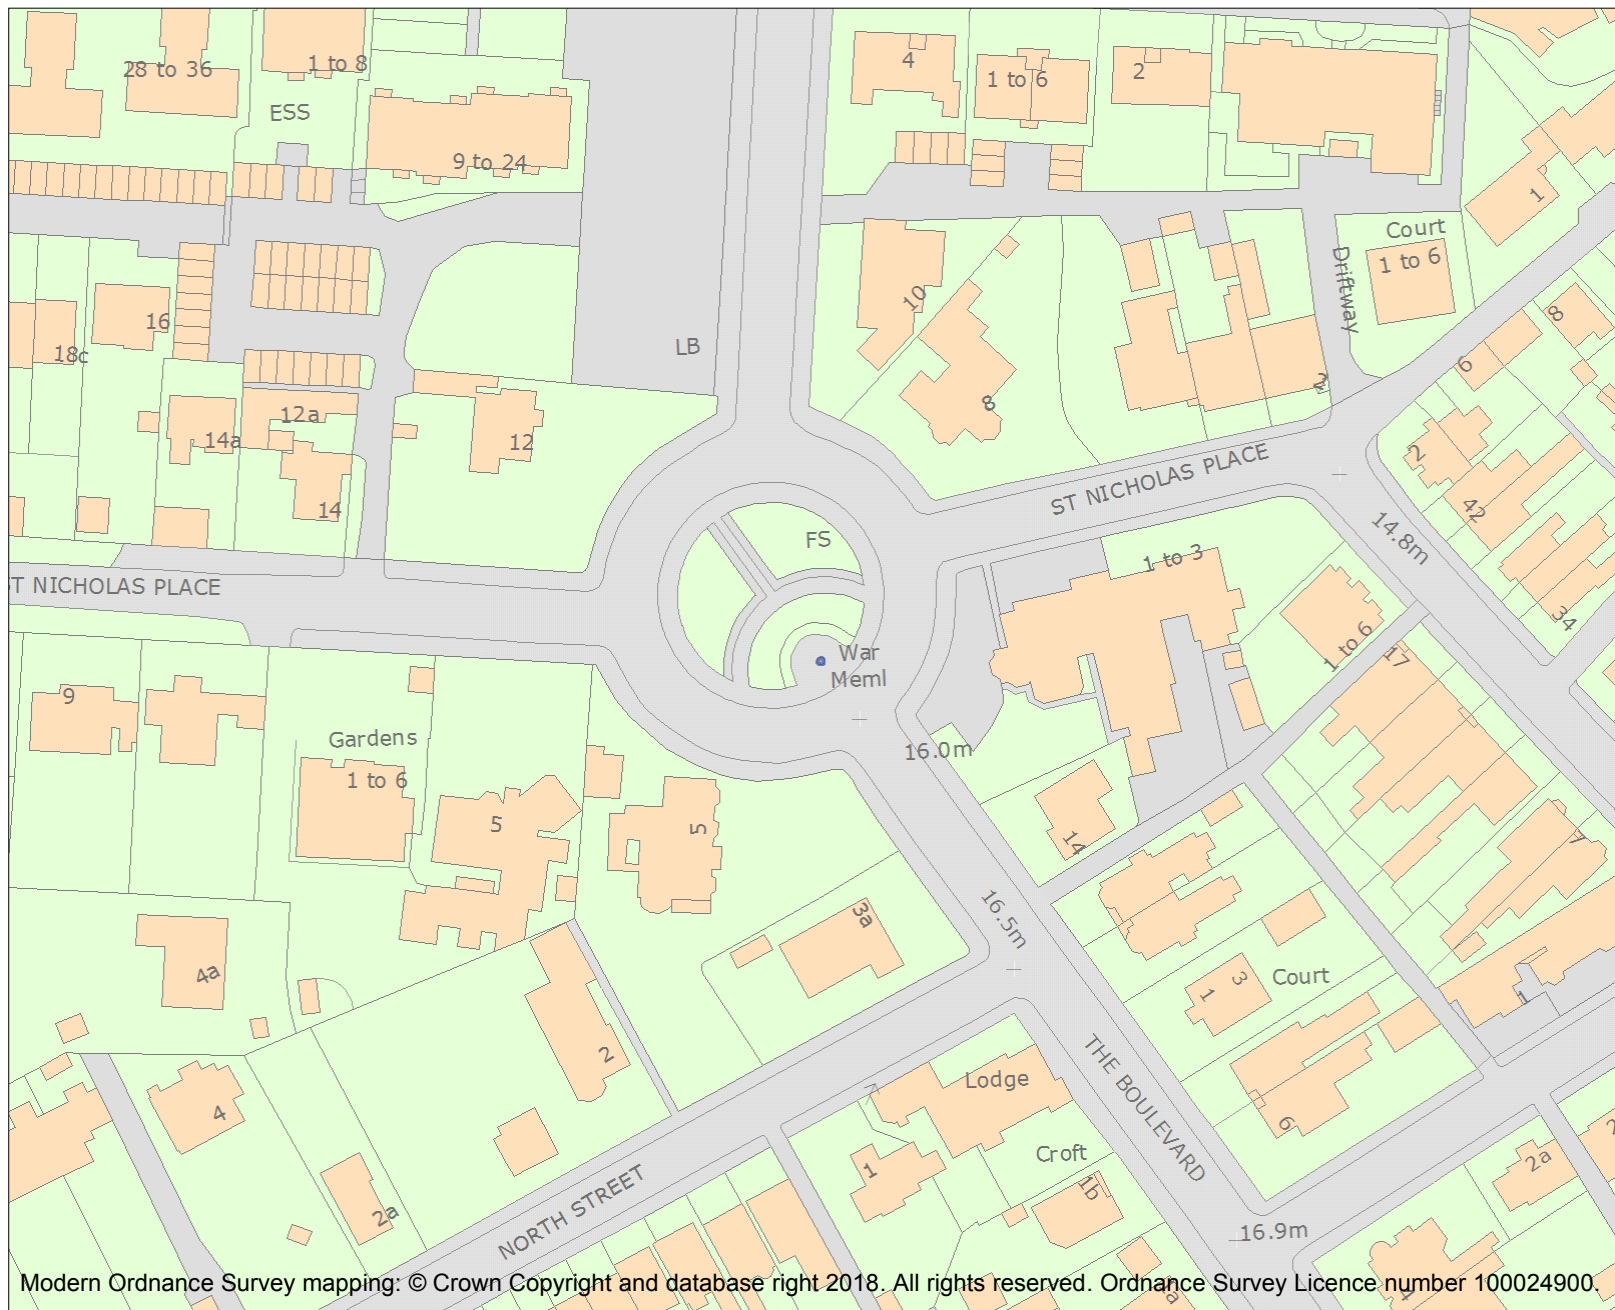 28 to 36
1 to 8
ESS
9 to 24
4
1 to 6
2
1
Court
1 to 6
Driftway
10
8
2
8
6
LB
16
18c
12a
14a
14
12
2
42
14.8m
34
ST NICHOLAS PLACE
FS
1 to 3
ST NICHOLAS PLACE
War
Meml
1 to 6
17
9
Gardens
1 to 6
5
5
16.0m
14
7
3a
16.5m
4a
3
1
Court
1
2
THE BOULEVARD
4
Lodge
6
Croft
1
1b
2a
2a
NORTH STREET
16.9m
Modern Ordnance Survey mapping: © Crown Copyright and database right 2018. All rights reserved. Ordnance Survey Licence number 100024900.